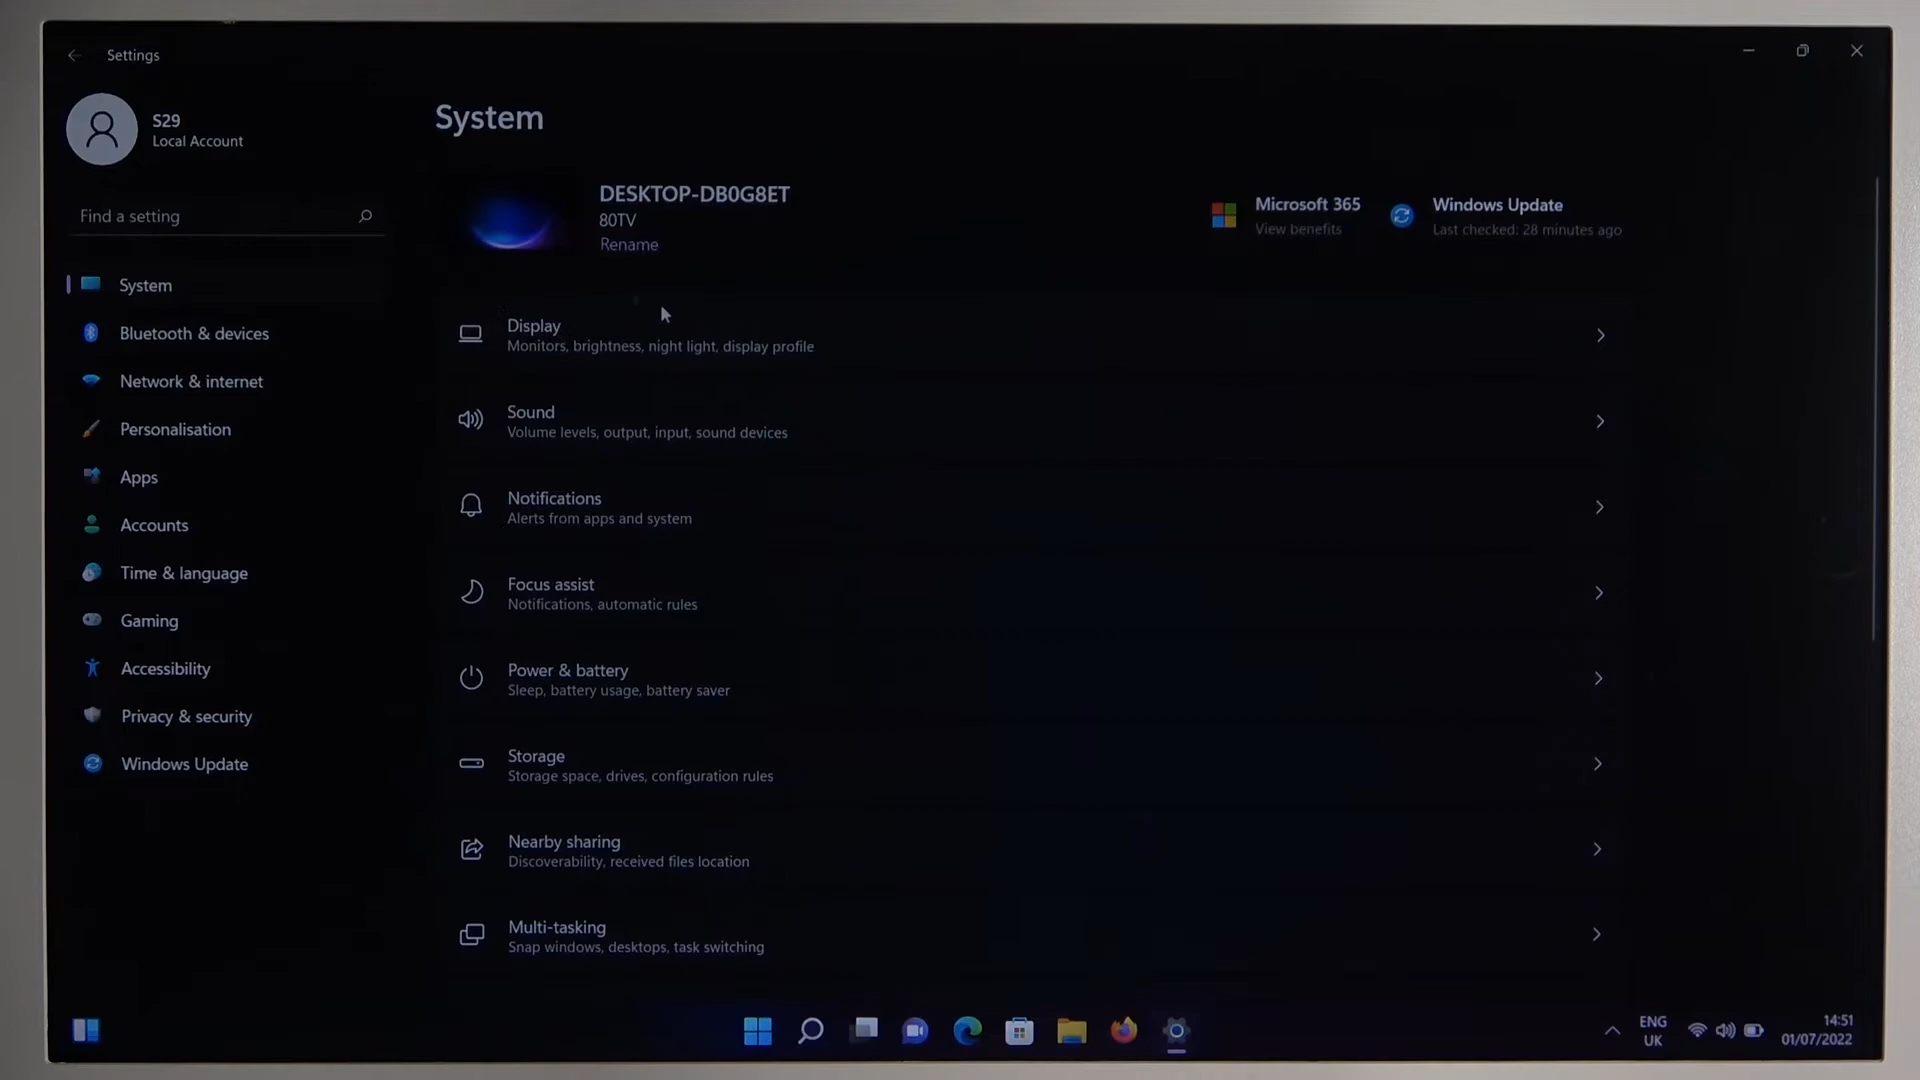 Settings
S29
Local Account
Find a setting
System
Bluetooth & devices
Network & internet
Personalisation
Apps
Accounts
Time & language
Gaming
Accessibility
Privacy & security
Windows Update
System
DESKTOP-DB0G8ET
80TV
Rename
Microsoft 365
View benefits
Windows Update
Last checked: 28 minutes ago
Display
Monitors, brightness, night light, display profile
Sound
Volume levels, output, input, sound devices
Notifications
Alerts from apps and system
Focus assist
Notifications, automatic rules
Power & battery
Sleep, battery usage, battery saver
Storage
Storage space, drives, configuration rules
Nearby sharing
Discoverability, received files location
Multi-tasking
Snap windows, desktops, task switching
ENG
UK
14:51
01/07/2022